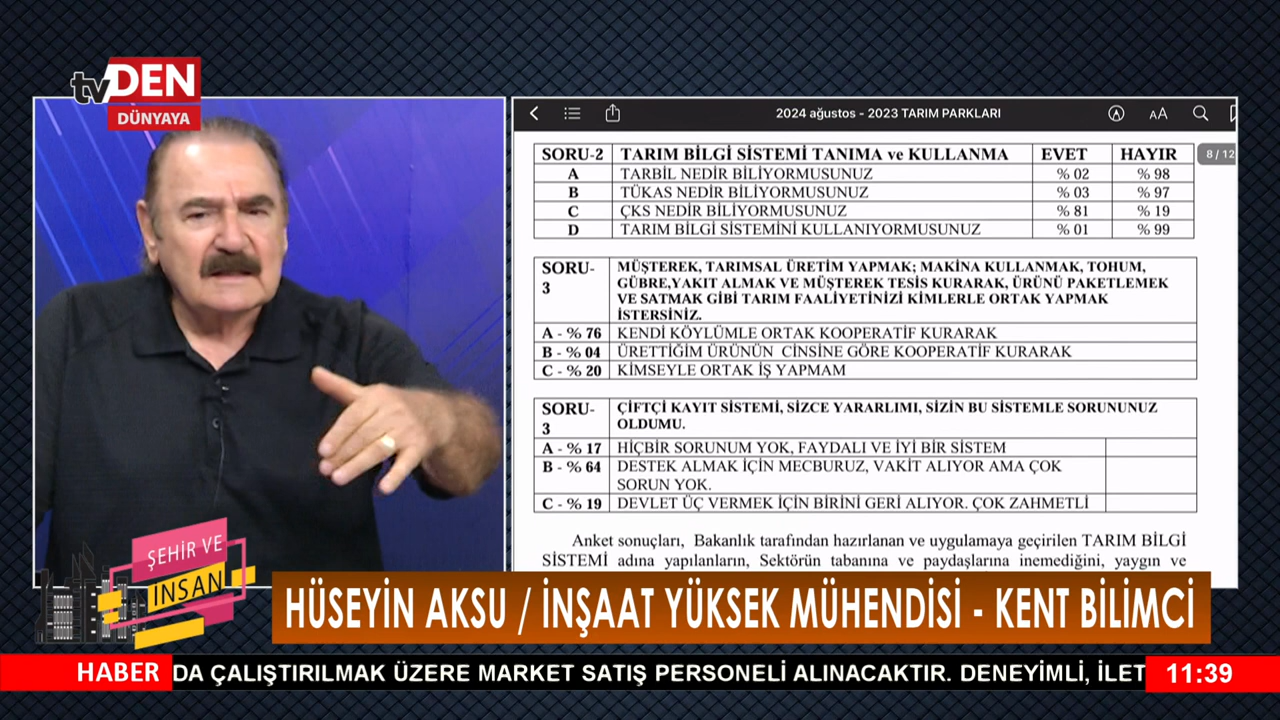 tvDEN
DÜNYAYA
2024 ağustos - 2023 TARIM PARKLARI
AA
8 / 12
SORU-2 TARIM BİLGİ SİSTEMİ TANIMA ve KULLANMA EVET HAYIR
A TARBİL NEDİR BİLİYORMUSUNUZ % 02 % 98
B TÜKAS NEDİR BİLİYORMUSUNUZ % 03 % 97
C ÇKS NEDİR BİLİYORMUSUNUZ % 81 % 19
D TARIM BİLGİ SİSTEMİNİ KULLANIYORMUSUNUZ % 01 % 99
SORU-
3
MÜŞTEREK, TARIMSAL ÜRETİM YAPMAK; MAKİNA KULLANMAK, TOHUM,
GÜBRE,YAKIT ALMAK VE MÜŞTEREK TESİS KURARAK, ÜRÜNÜ PAKETLEMEK
VE SATMAK GİBİ TARIM FAALİYETİNİZİ KİMLERLE ORTAK YAPMAK
İSTERSİNİZ.
A - % 76 KENDİ KÖYLÜMLE ORTAK KOOPERATİF KURARAK
B - % 04 ÜRETTİĞİM ÜRÜNÜN CİNSİNE GÖRE KOOPERATİF KURARAK
C - % 20 KİMSEYLE ORTAK İŞ YAPMAM
SORU-
3
ÇİFTÇİ KAYIT SİSTEMİ, SİZCE YARARLIMI, SİZİN BU SİSTEMLE SORUNUNUZ
OLDUMU.
A - % 17 HİÇBİR SORUNUM YOK, FAYDALI VE İYİ BİR SİSTEM
B - % 64 DESTEK ALMAK İÇİN MECBURUZ, VAKİT ALIYOR AMA ÇOK
SORUN YOK.
C - % 19 DEVLET ÜÇ VERMEK İÇİN BİRİNİ GERİ ALIYOR. ÇOK ZAHMETLİ
Anket sonuçları, Bakanlık tarafından hazırlanan ve uygulamaya geçirilen TARIM BİLGİ
SİSTEMİ adına yapılanların, Sektörün tabanına ve paydaşlarına inemediğini, yaygın ve
ŞEHİR VE
İNSAN
HÜSEYİN AKSU / İNŞAAT YÜKSEK MÜHENDİSİ - KENT BİLİMCİ
HABER DA ÇALIŞTIRILMAK ÜZERE MARKET SATIŞ PERSONELİ ALINACAKTIR. DENEYİMLİ, İLET 11:39